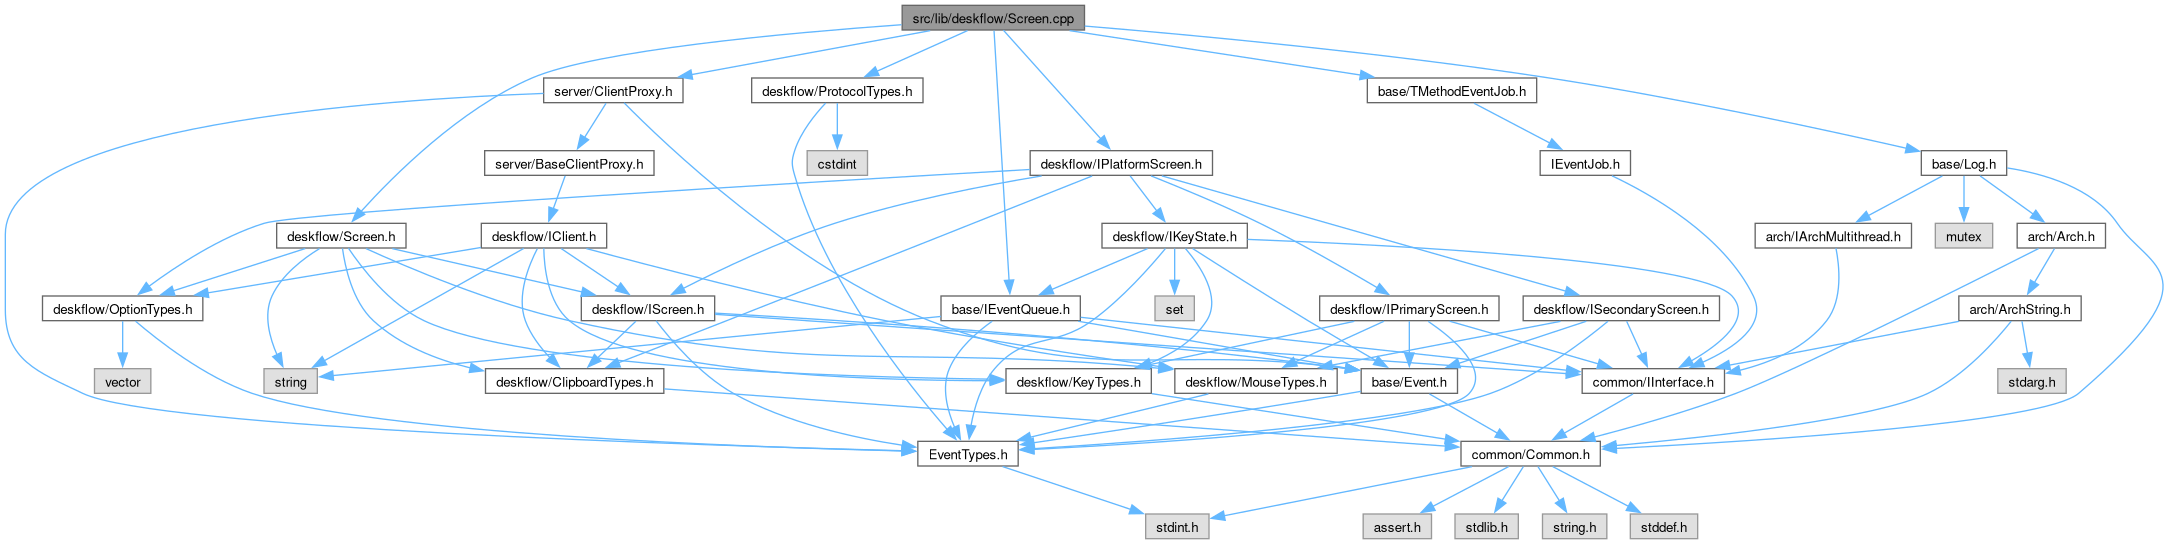 src/lib/deskflow/Screen.cpp
server/ClientProxy.h
deskflow/ProtocolTypes.h
base/TMethodEventJob.h
server/BaseClientProxy.h
cstdint
deskflow/IPlatformScreen.h
IEventJob.h
base/Log.h
deskflow/Screen.h
deskflow/IClient.h
deskflow/IKeyState.h
arch/IArchMultithread.h
mutex
arch/Arch.h
deskflow/OptionTypes.h
deskflow/IScreen.h
base/IEventQueue.h
set
deskflow/IPrimaryScreen.h
deskflow/ISecondaryScreen.h
arch/ArchString.h
vector
string
deskflow/ClipboardTypes.h
deskflow/KeyTypes.h
deskflow/MouseTypes.h
base/Event.h
common/IInterface.h
stdarg.h
EventTypes.h
common/Common.h
stdint.h
assert.h
stdlib.h
string.h
stddef.h